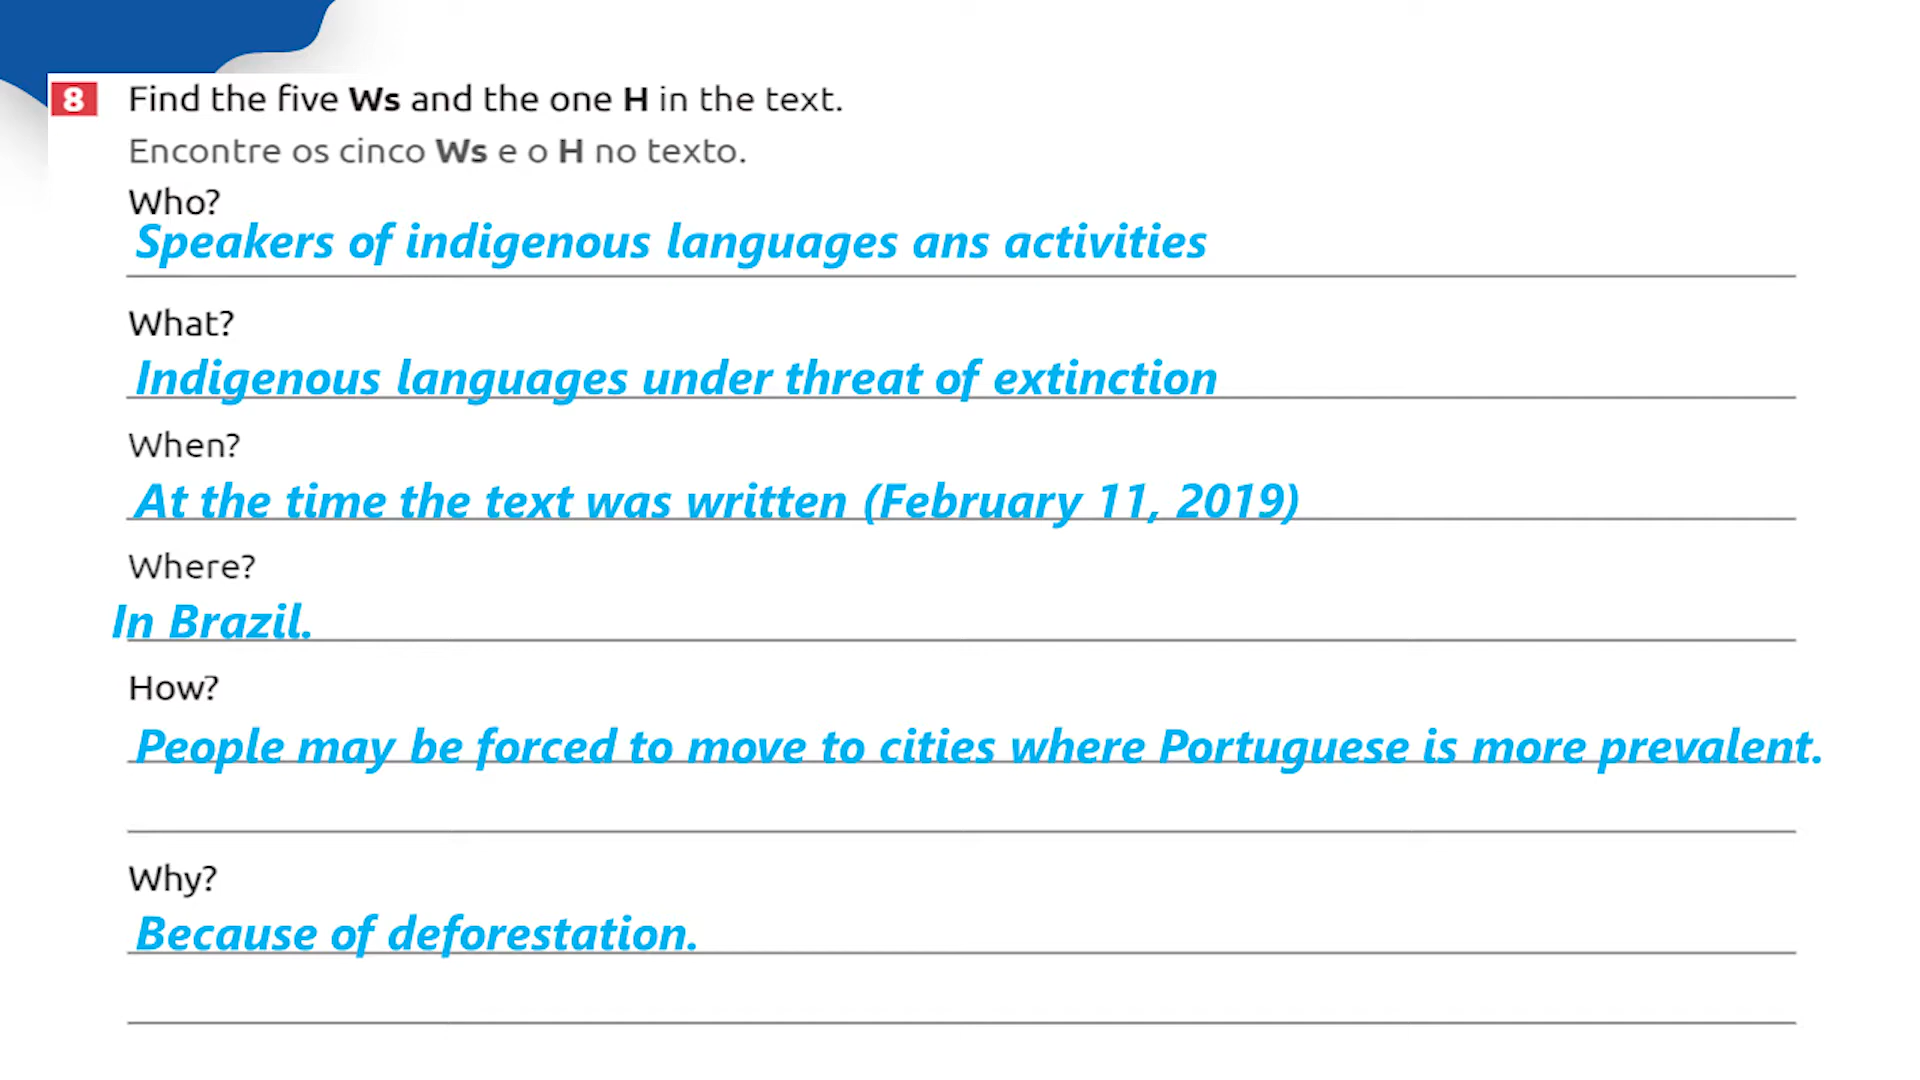 8 Find the five Ws and the one H in the text.
Encontre os cinco Ws e o H no texto.
Who?
Speakers of indigenous languages ans activities
What?
Indigenous languages under threat of extinction
When?
At the time the text was written (February 11, 2019)
Where?
In Brazil.
How?
People may be forced to move to cities where Portuguese is more prevalent.
Why?
Because of deforestation.